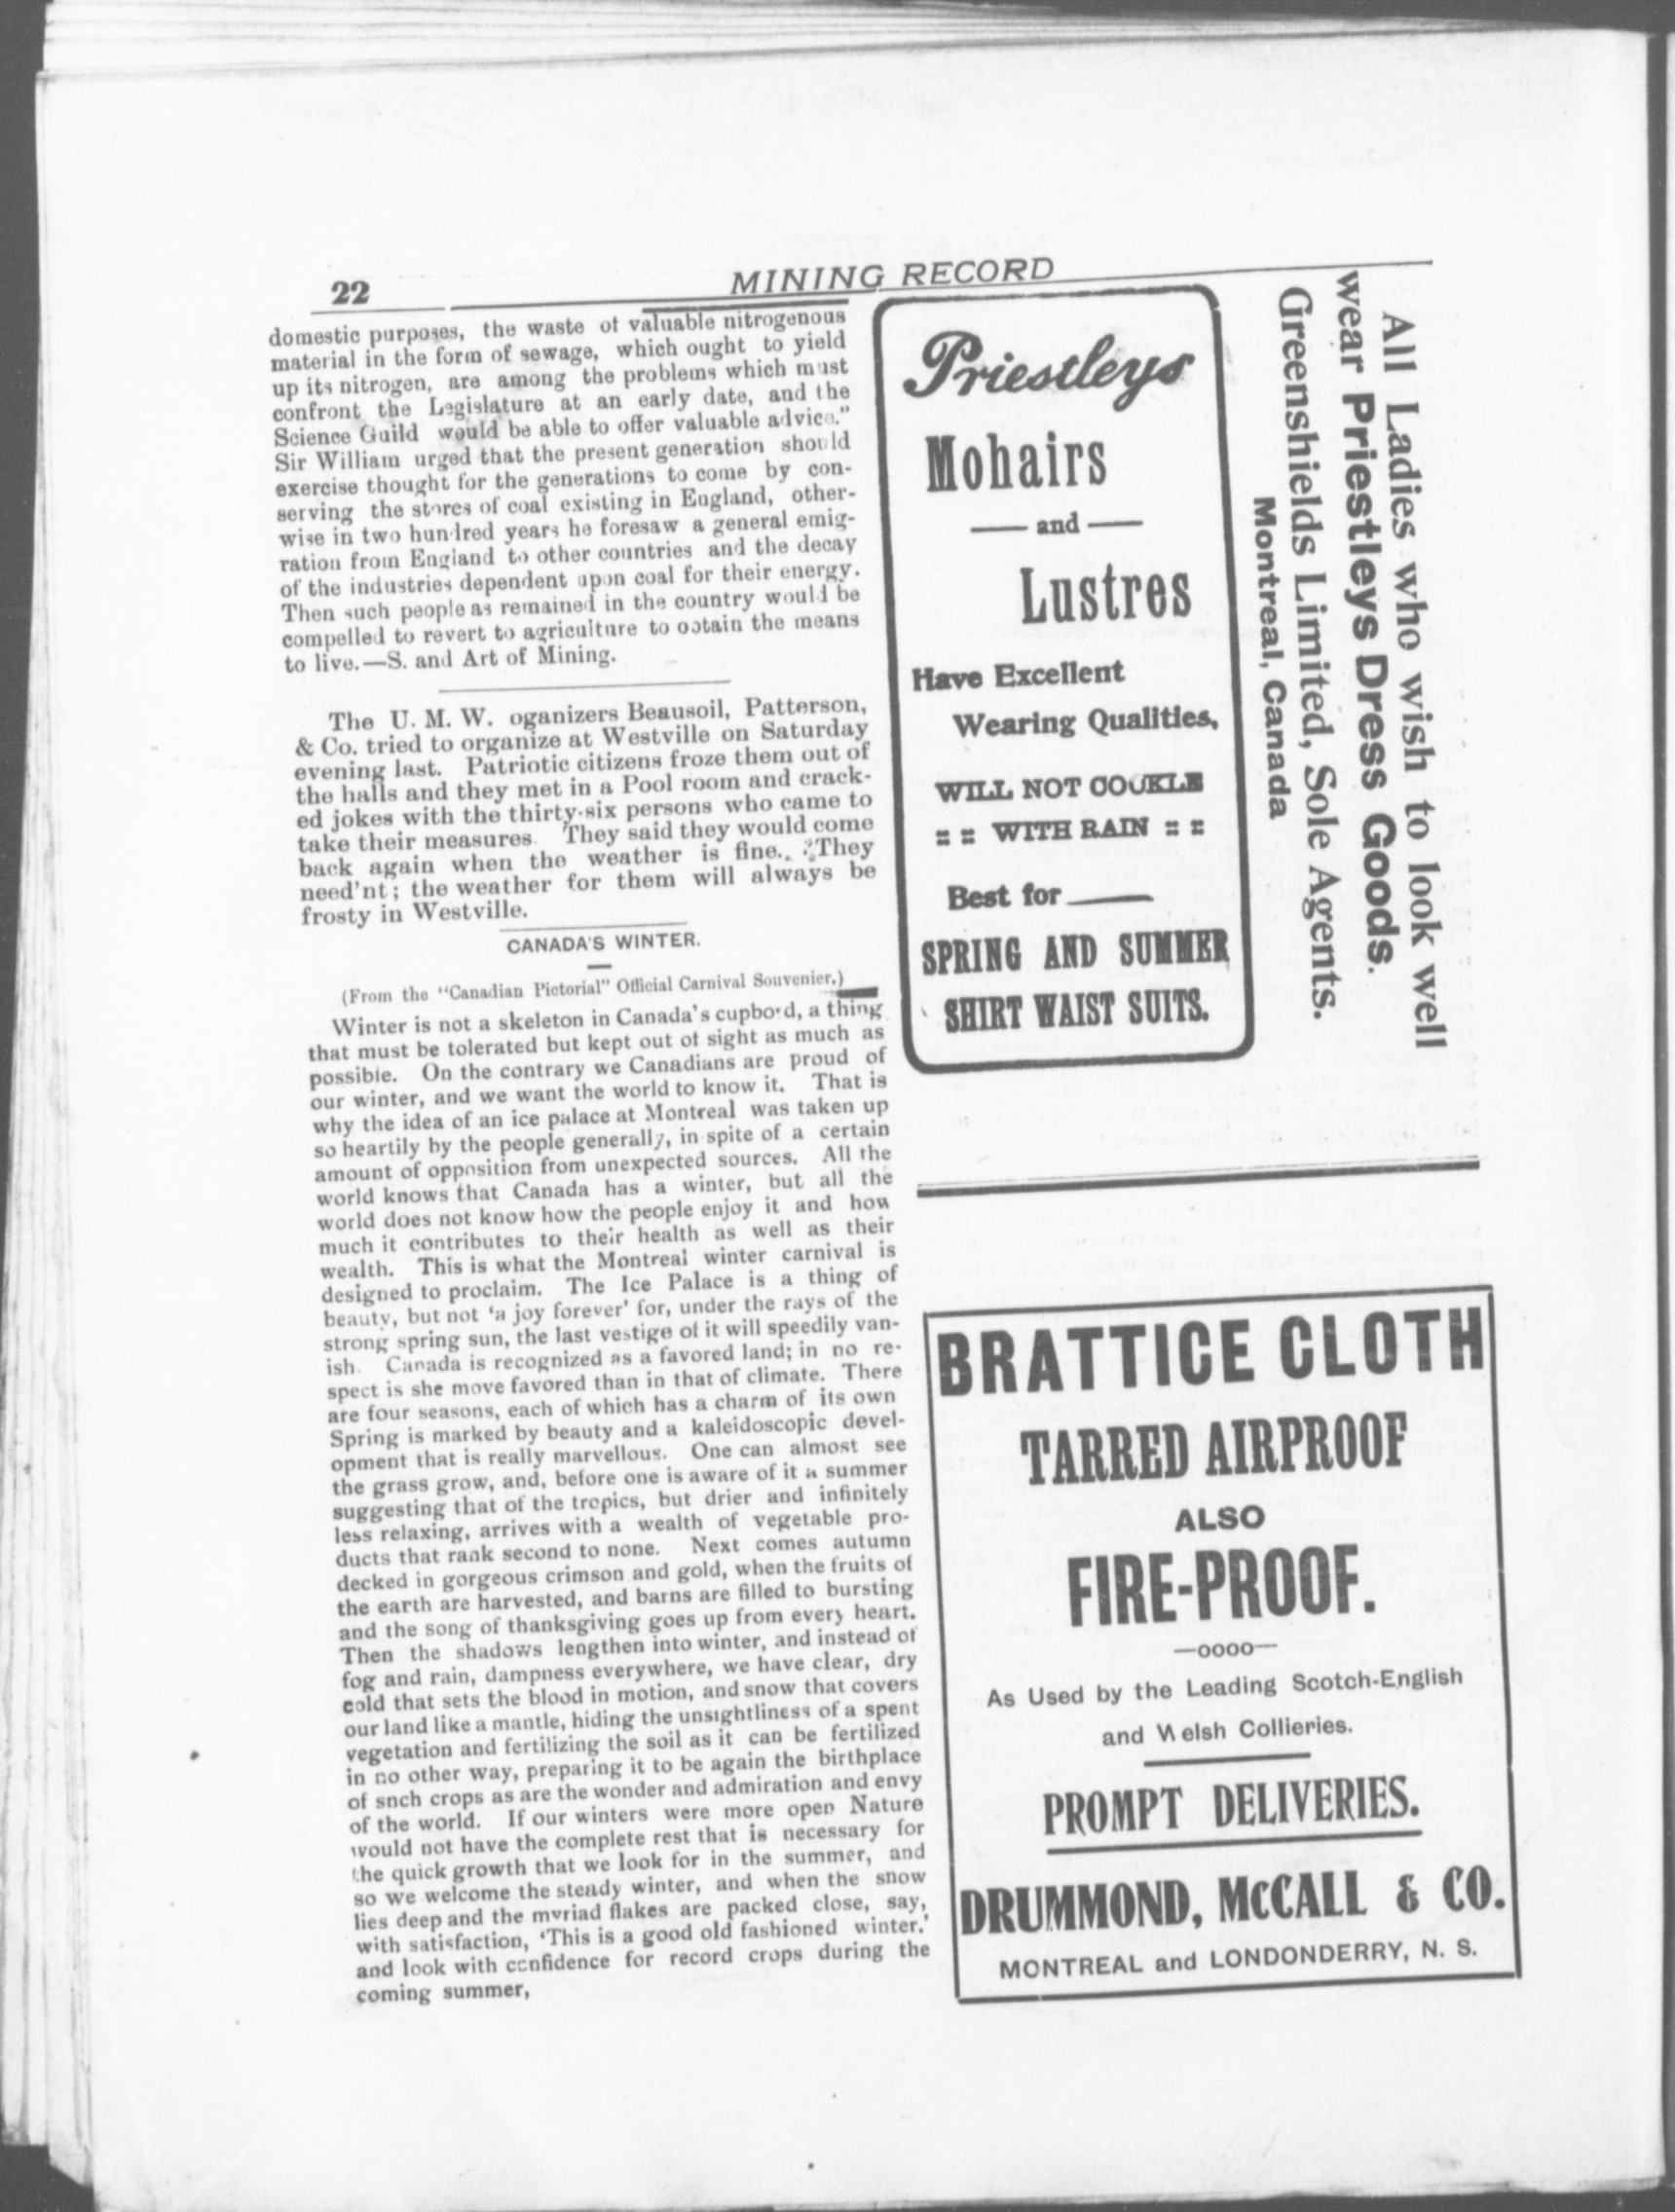 22
MINING RECORD
domestic purposes, the waste of valuable nitrogenous
material in the form of sewage, which ought to yield
up its nitrogen, are among the problems which must
confront the Legislature at an early date, and the
Science Guild would be able to offer valuable advice."
Sir William urged that the present generation should
exercise thought for the generations to come by con-
serving the stores of coal existing in England, other-
wise in two hundred years he foresaw a general emig-
ration from England to other countries and the decay
of the industries dependent upon coal for their energy.
Then such people as remained in the country would be
compelled to revert to agriculture to obtain the means
to live.—S. and Art of Mining.
The U. M. W. oganizers Beausoil, Patterson,
& Co. tried to organize at Westville on Saturday
evening last. Patriotic citizens froze them out of
the halls and they met in a Pool room and crack-
ed jokes with the thirty-six persons who came to
take their measures. They said they would come
back again when the weather is fine. They
need'nt; the weather for them will always be
frosty in Westville.
CANADA'S WINTER.
(From the "Canadian Pictorial" Official Carnival Souvenier.)
Winter is not a skeleton in Canada's cupbord, a thing
that must be tolerated but kept out of sight as much as
possible. On the contrary we Canadians are proud of
our winter, and we want the world to know it. That is
why the idea of an ice palace at Montreal was taken up
so heartily by the people generally, in spite of a certain
amount of opposition from unexpected sources. All the
world knows that Canada has a winter, but all the
world does not know how the people enjoy it and how
much it contributes to their health as well as their
wealth. This is what the Montreal winter carnival is
designed to proclaim. The Ice Palace is a thing of
beauty, but not 'a joy forever' for, under the rays of the
strong spring sun, the last vestige of it will speedily van-
ish. Canada is recognized as a favored land; in no re-
spect is she move favored than in that of climate. There
are four seasons, each of which has a charm of its own
Spring is marked by beauty and a kaleidoscopic devel-
opment that is really marvellous. One can almost see
the grass grow, and, before one is aware of it a summer
suggesting that of the tropics, but drier and infinitely
less relaxing, arrives with a wealth of vegetable pro-
ducts that rank second to none. Next comes autumn
decked in gorgeous crimson and gold, when the fruits of
the earth are harvested, and barns are filled to bursting
and the song of thanksgiving goes up from every heart.
Then the shadows lengthen into winter, and instead of
fog and rain, dampness everywhere, we have clear, dry
cold that sets the blood in motion, and snow that covers
our land like a mantle, hiding the unsightliness of a spent
vegetation and fertilizing the soil as it can be fertilized
in no other way, preparing it to be again the birthplace
of snch crops as are the wonder and admiration and envy
of the world. If our winters were more open Nature
would not have the complete rest that is necessary for
the quick growth that we look for in the summer, and
so we welcome the steady winter, and when the snow
lies deep and the myriad flakes are packed close, say,
with satisfaction, 'This is a good old fashioned winter.'
and look with confidence for record crops during the
coming summer,
Priestleys
Mohairs
— and —
Lustres
Have Excellent
Wearing Qualities,
WILL NOT COCKLE
:: :: WITH RAIN :: ::
Best for ——
SPRING AND SUMMER
SHIRT WAIST SUITS.
All Ladies who wish to look well
wear Priestleys Dress Goods.
Greenshields Limited, Sole Agents.
Montreal, Canada
BRATTICE CLOTH
TARRED AIRPROOF
ALSO
FIRE-PROOF.
—oooo—
As Used by the Leading Scotch-English
and Welsh Collieries.
PROMPT DELIVERIES.
DRUMMOND, McCALL & CO.
MONTREAL and LONDONDERRY, N. S.